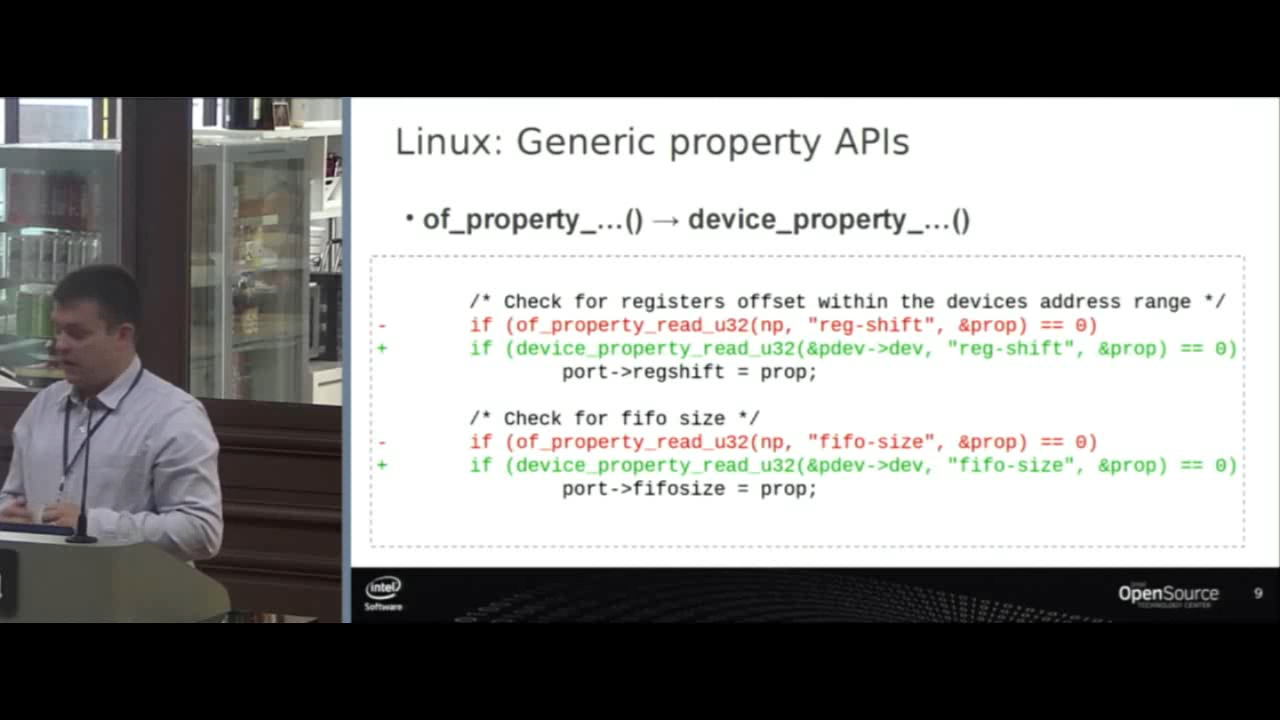 Linux: Generic property APIs
• of_property_...() → device_property_...()
/* Check for registers offset within the devices address range */
- if (of_property_read_u32(np, "reg-shift", &prop) == 0)
+ if (device_property_read_u32(&pdev->dev, "reg-shift", &prop) == 0)
port->regshift = prop;
/* Check for fifo size */
- if (of_property_read_u32(np, "fifo-size", &prop) == 0)
+ if (device_property_read_u32(&pdev->dev, "fifo-size", &prop) == 0)
port->fifosize = prop;
intel
Software
OpenSource
TECHNOLOGY CENTER
9